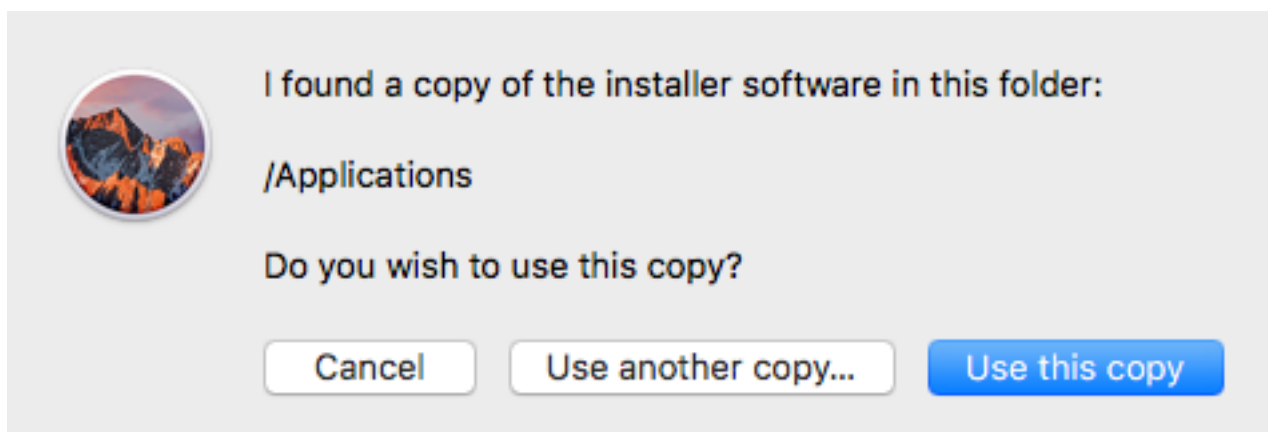 I found a copy of the installer software in this folder:
/Applications
Do you wish to use this copy?
Cancel
Use another copy...
Use this copy